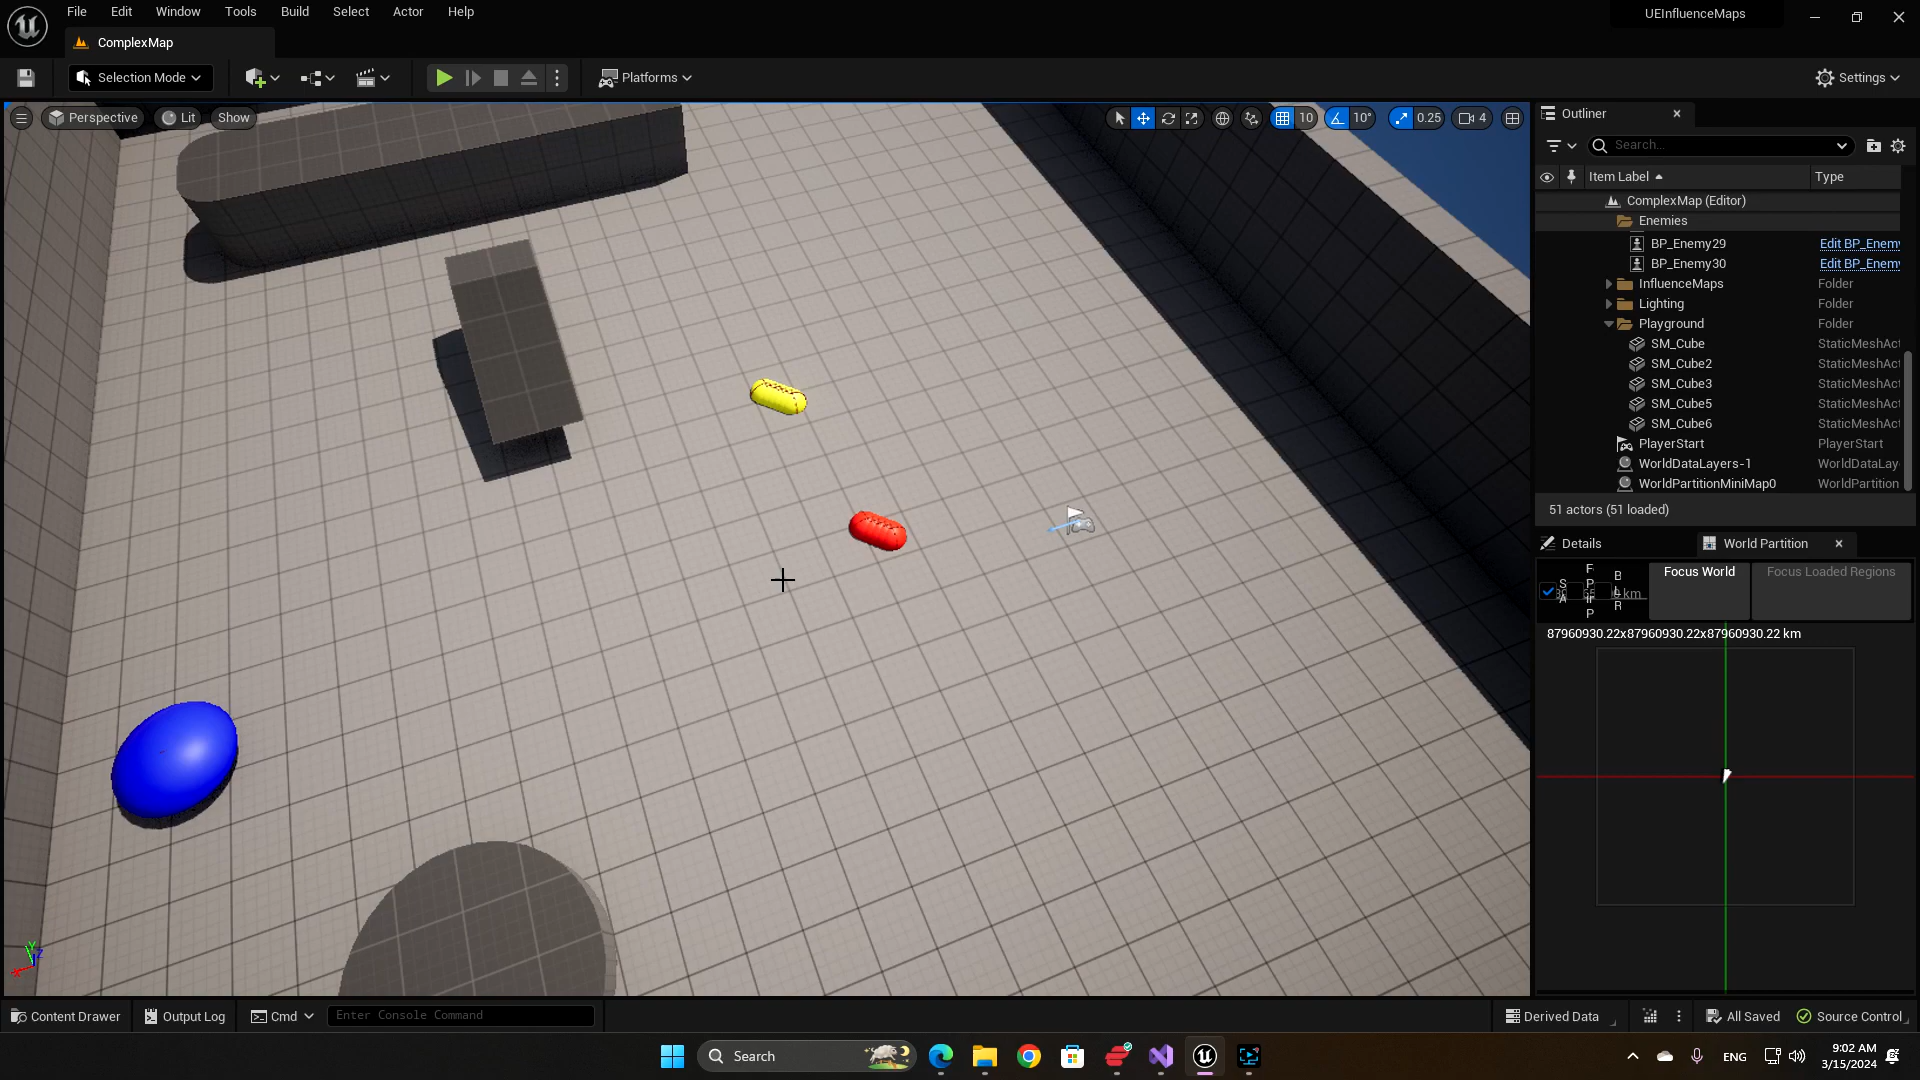 File Edit Window Tools Build Select Actor Help
UEInfluenceMaps
ComplexMap
Selection Mode
Platforms
Settings
Perspective
Lit
Show
10
10°
0.25
4
Outliner
Search...
Item Label
Type
ComplexMap (Editor)
Enemies
BP_Enemy29 Edit BP_Enemy
BP_Enemy30 Edit BP_Enemy
InfluenceMaps Folder
Lighting Folder
Playground Folder
SM_Cube StaticMeshAct
SM_Cube2 StaticMeshAct
SM_Cube3 StaticMeshAct
SM_Cube5 StaticMeshAct
SM_Cube6 StaticMeshAct
PlayerStart PlayerStart
WorldDataLayers-1 WorldDataLay
WorldPartitionMiniMap0 WorldPartition
51 actors (51 loaded)
Details
World Partition
Focus World
Focus Loaded Regions
km
87960930.22x87960930.22x87960930.22 km
Content Drawer
Output Log
Cmd
Enter Console Command
Derived Data
All Saved
Source Control
Search
ENG
9:02 AM
3/15/2024